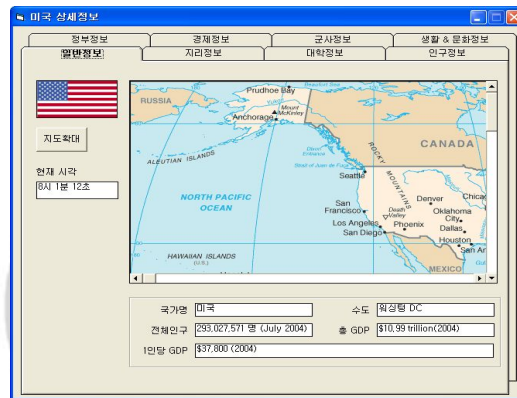 미국 상세정보
정부정보 경제정보 군사정보 생활 & 문화정보
일반정보 지리정보 대학정보 인구정보
지도확대
현재 시각
8시 1분 12초
RUSSIA
Prudhoe Bay
Mount McKinley
Anchorage
ALEUTIAN ISLANDS
CANADA
ROCKY MOUNTAINS
Seattle
NORTH PACIFIC OCEAN
San Francisco
Denver
Death Valley
Oklahoma City
Los Angeles
Phoenix
Dallas
San Diego
Houston
HAWAIIAN ISLANDS
(U.S.)
MEXICO
국가명 미국 수도 워싱텅 DC
전체인구 293,027,571 명 (July 2004) 총 GDP $10,99 trillion(2004)
1인당 GDP $37,800 (2004)